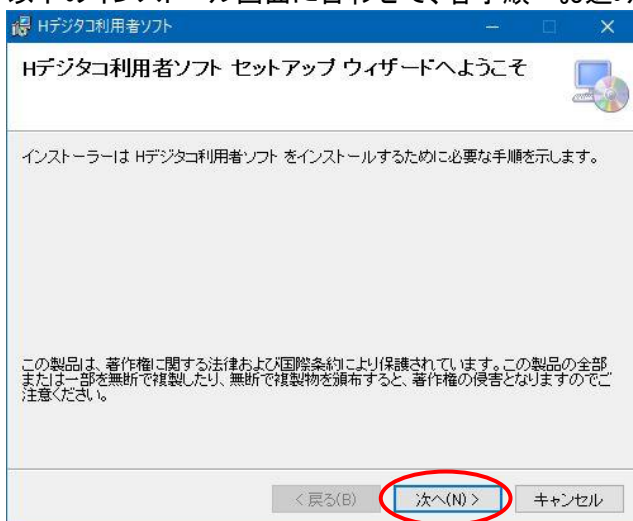 Hデジタコ利用者ソフト
Hデジタコ利用者ソフト セットアップ ウィザードへようこそ
インストーラーは Hデジタコ利用者ソフト をインストールするために必要な手順を示します。
この製品は、著作権に関する法律および国際条約により保護されています。この製品の全部
または一部を無断で複製したり、無断で複製物を頒布すると、著作権の侵害となりますのでご
注意ください。
< 戻る(B)
次へ(N) >
キャンセル